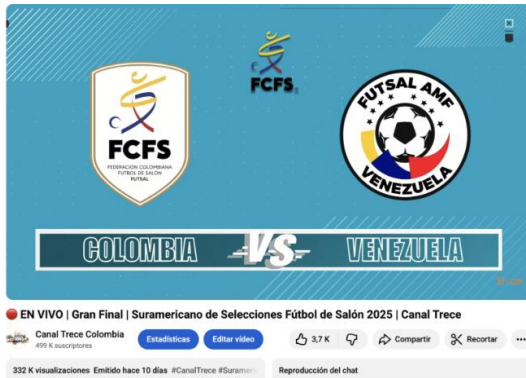 FCFS
FCFS
FEDERACIÓN COLOMBIANA
FÚTBOL DE SALÓN
FUTSAL
FUTSAL AMF
VENEZUELA
COLOMBIA VS VENEZUELA
EN VIVO | Gran Final | Suramericano de Selecciones Fútbol de Salón 2025 | Canal Trece
Canal Trece Colombia
499 K suscriptores
Estadísticas
Editar vídeo
3,7 K
Compartir
Recortar
332 K visualizaciones Emitido hace 10 días #CanalTrece #Surameri
Reproducción del chat